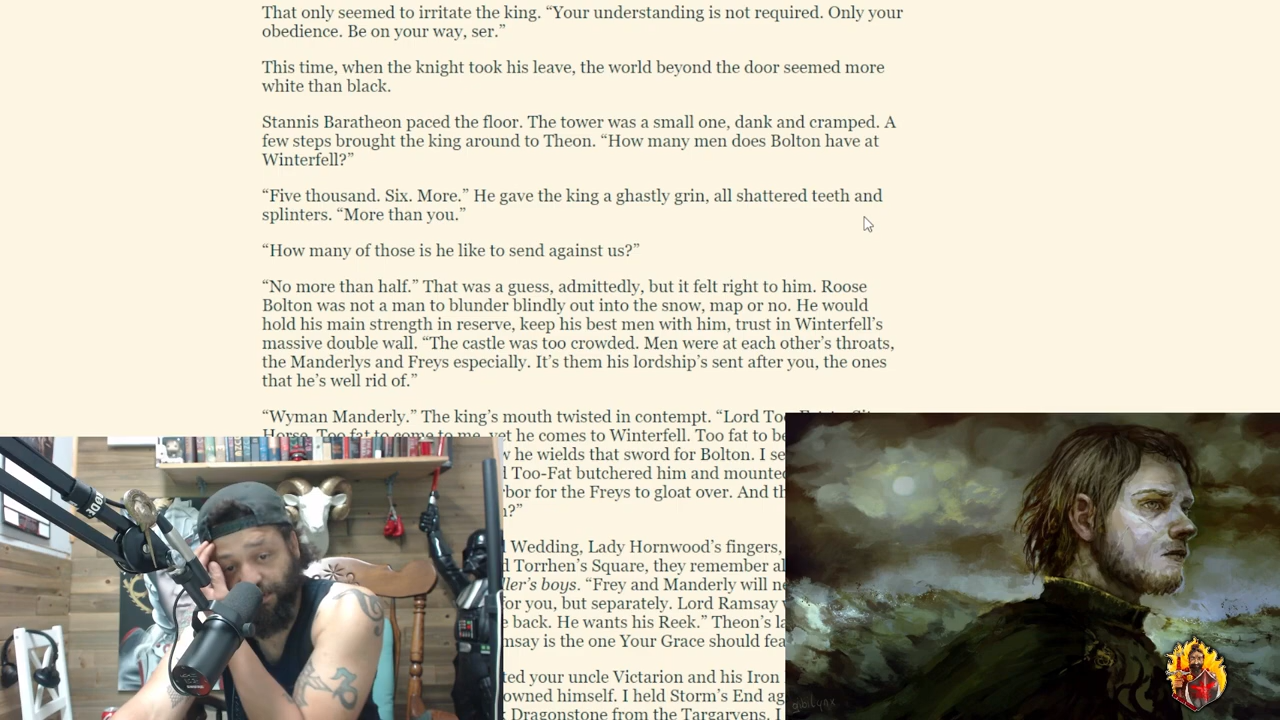 That only seemed to irritate the king. “Your understanding is not required. Only your
obedience. Be on your way, ser.”
This time, when the knight took his leave, the world beyond the door seemed more
white than black.
Stannis Baratheon paced the floor. The tower was a small one, dank and cramped. A
few steps brought the king around to Theon. “How many men does Bolton have at
Winterfell?”
“Five thousand. Six. More.” He gave the king a ghastly grin, all shattered teeth and
splinters. “More than you.”
“How many of those is he like to send against us?”
“No more than half.” That was a guess, admittedly, but it felt right to him. Roose
Bolton was not a man to blunder blindly out into the snow, map or no. He would
hold his main strength in reserve, keep his best men with him, trust in Winterfell’s
massive double wall. “The castle was too crowded. Men were at each other’s throats,
the Manderlys and Freys especially. It’s them his lordship’s sent after you, the ones
that he’s well rid of.”
“Wyman Manderly.” The king’s mouth twisted in contempt. “Lord Too
yet he comes to Winterfell. Too fat to be
he wields that sword for Bolton. I se
Too-Fat butchered him and mounted
for the Freys to gloat over. And th
Wedding, Lady Hornwood’s fingers,
Torrhen’s Square, they remember al
boys. “Frey and Manderly will ne
for you, but separately. Lord Ramsay
back. He wants his Reek.” Theon’s la
is the one Your Grace should fea
your uncle Victarion and his Iron
himself. I held Storm’s End ag
Dragonstone from the Targaryens. I
RODE